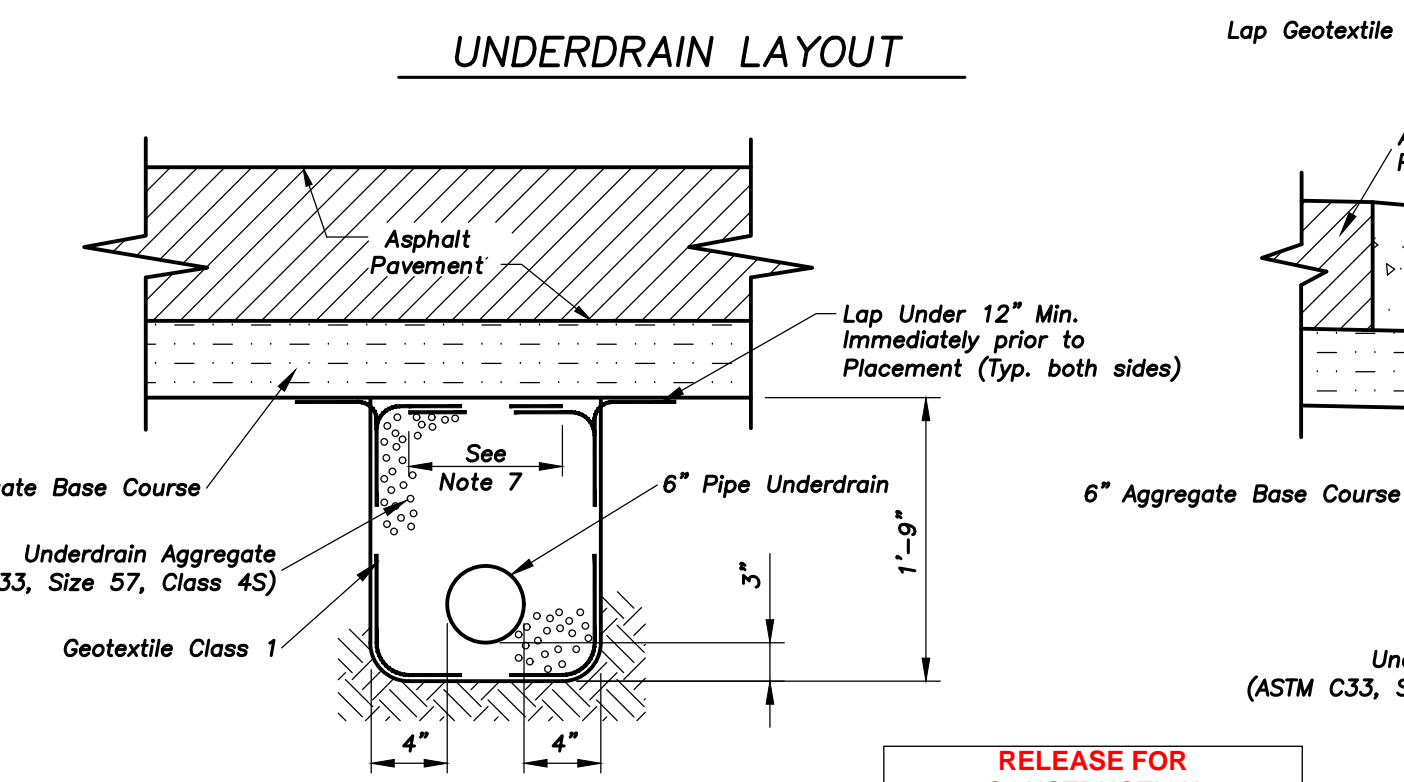 UNDERDRAIN LAYOUT
Lap Geotextile
Asphalt
Pavement
Lap Under 12" Min.
Immediately prior to
Placement (Typ. both sides)
See
Note 7
6" Pipe Underdrain
Base Course
Underdrain Aggregate
33, Size 57, Class 4S)
Geotextile Class 1
1'-9"
3"
4"
4"
6" Aggregate Base Course
(ASTM C33,
RELEASE FOR